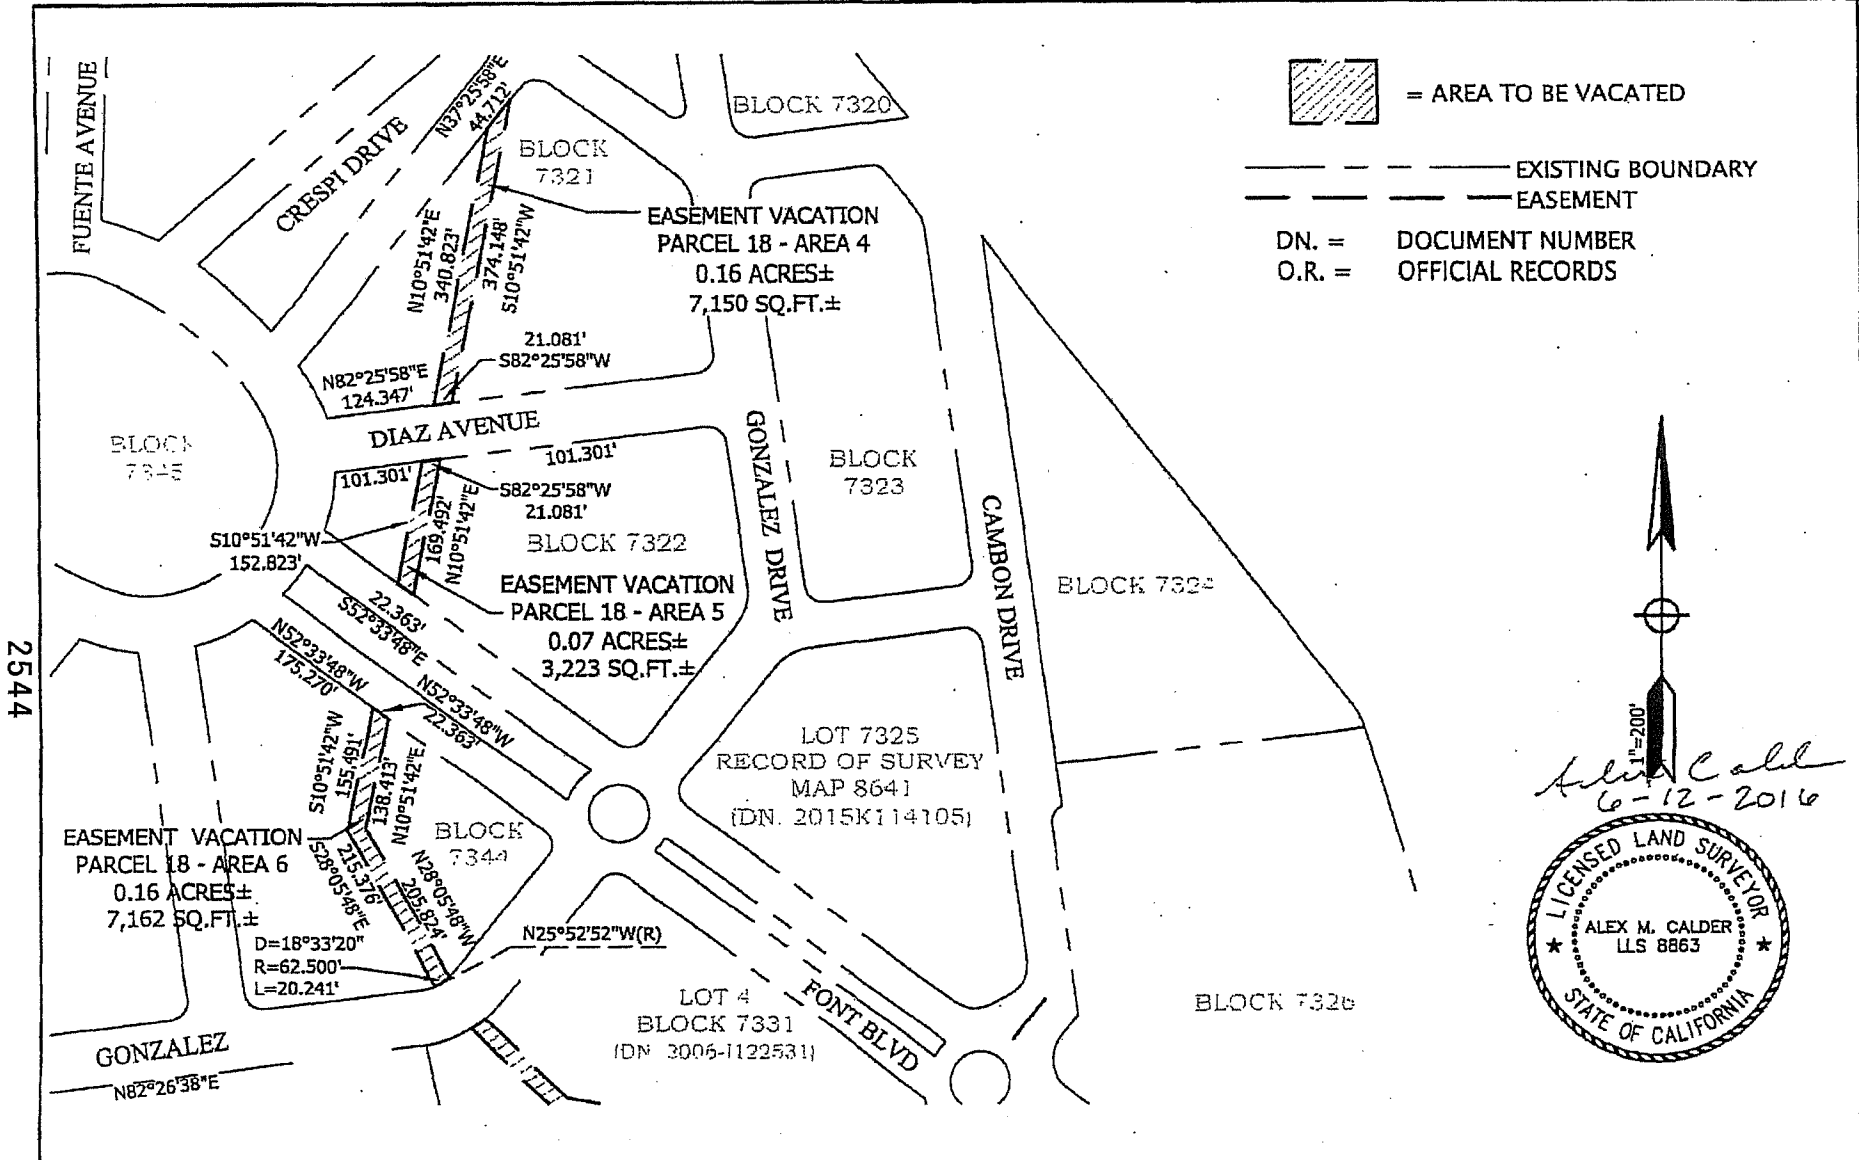 FUENTE AVENUE
CRESPI DRIVE
N37°25'58"E
44.712'
BLOCK
7321
BLOCK 7320
= AREA TO BE VACATED
EXISTING BOUNDARY
EASEMENT
DN. = DOCUMENT NUMBER
O.R. = OFFICIAL RECORDS
EASEMENT VACATION
PARCEL 18 - AREA 4
0.16 ACRES±
7,150 SQ.FT.±
N10°51'42"E
340.823'
374.148'
S10°51'42"W
21.081'
S82°25'58"W
N82°25'58"E
124.347'
DIAZ AVENUE
BLOCK
7345
101.301'
101.301'
S82°25'58"W
21.081'
S10°51'42"W
152.823'
169.492'
N10°51'42"E
BLOCK 7322
EASEMENT VACATION
PARCEL 18 - AREA 5
0.07 ACRES±
3,223 SQ.FT.±
GONZALEZ DRIVE
BLOCK
7323
CAMBON DRIVE
BLOCK 7324
22.363'
S52°33'48"E
N52°33'48"W
175.270'
N52°33'48"W
22.363'
2544
S10°51'42"W
155.491'
138.413'
N10°51'42"E
EASEMENT VACATION
PARCEL 18 - AREA 6
0.16 ACRES±
7,162 SQ.FT.±
BLOCK
7344
215.376'
S28°05'48"E
N28°05'48"W
205.824'
D=18°33'20"
R=62.500'
L=20.241'
N25°52'52"W(R)
LOT 7325
RECORD OF SURVEY
MAP 8641
(DN. 2015K114105)
GONZALEZ
N82°26'38"E
LOT 4
BLOCK 7331
(DN 2006-I122531)
FONT BLVD
BLOCK 7326
1"=200'
Alex Calder
6-12-2016
LICENSED LAND SURVEYOR
ALEX M. CALDER
LLS 8863
STATE OF CALIFORNIA